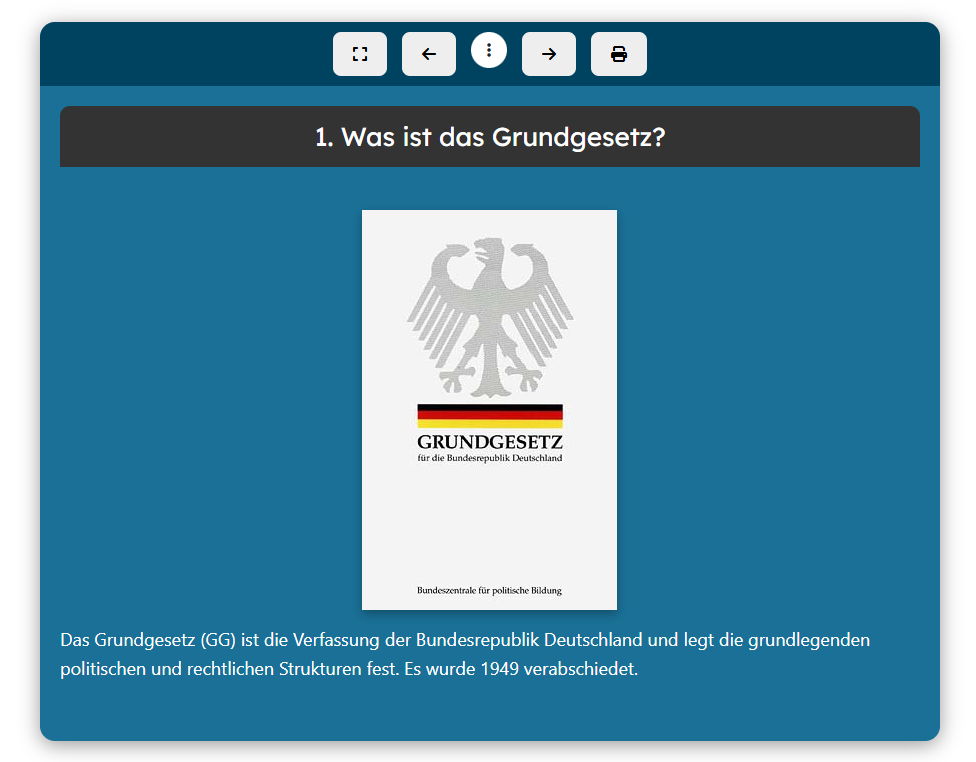 1. Was ist das Grundgesetz?
GRUNDGESETZ
für die Bundesrepublik Deutschland
Bundeszentrale für politische Bildung
Das Grundgesetz (GG) ist die Verfassung der Bundesrepublik Deutschland und legt die grundlegenden
politischen und rechtlichen Strukturen fest. Es wurde 1949 verabschiedet.